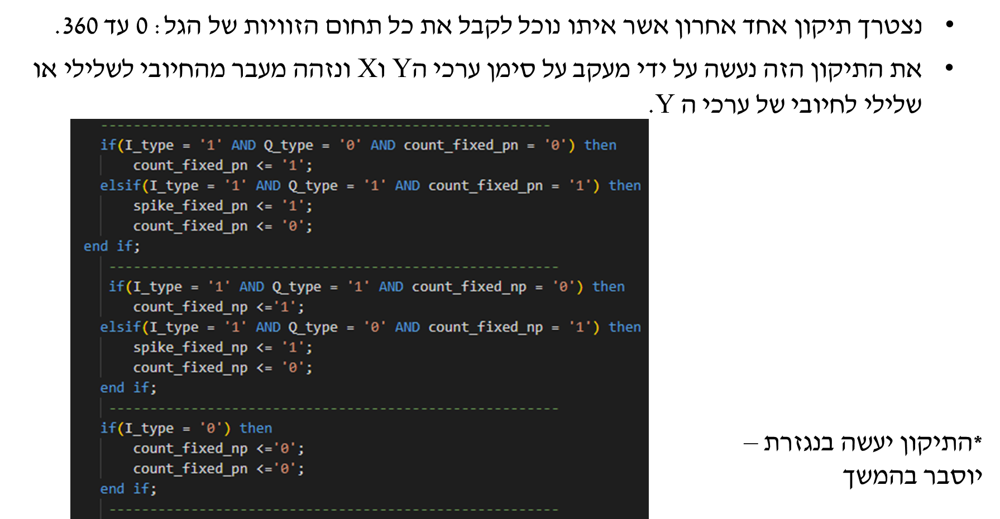 • נצטרך תיקון אחד אחרון אשר איתו נוכל לקבל את כל תחום הזוויות של הגל: 0 עד 360.
• את התיקון הזה נעשה על ידי מעקב על סימן ערכי הY וX ונזהה מעבר מהחיובי לשלילי או
שלילי לחיובי של ערכי ה Y.
-------------------------------------------------------
if(I_type = '1' AND Q_type = '0' AND count_fixed_pn = '0') then
count_fixed_pn <= '1';
elsif(I_type = '1' AND Q_type = '1' AND count_fixed_pn = '1') then
spike_fixed_pn <= '1';
count_fixed_pn <= '0';
end if;
-------------------------------------------------------
if(I_type = '1' AND Q_type = '1' AND count_fixed_np = '0') then
count_fixed_np <='1';
elsif(I_type = '1' AND Q_type = '0' AND count_fixed_np = '1') then
spike_fixed_np <= '1';
count_fixed_np <= '0';
end if;
-------------------------------------------------------
if(I_type = '0') then
count_fixed_np <='0';
count_fixed_pn <='0';
end if;
-------------------------------------------------------
*התיקון יעשה בנגזרת –
יוסבר בהמשך